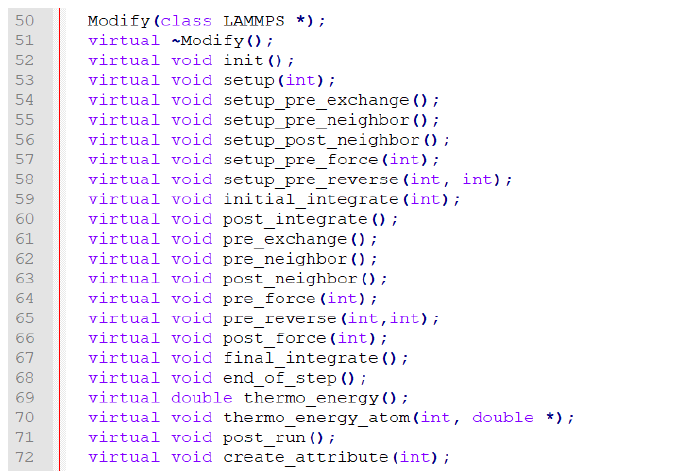 50 Modify(class LAMMPS *);
51 virtual ~Modify();
52 virtual void init();
53 virtual void setup(int);
54 virtual void setup_pre_exchange();
55 virtual void setup_pre_neighbor();
56 virtual void setup_post_neighbor();
57 virtual void setup_pre_force(int);
58 virtual void setup_pre_reverse(int, int);
59 virtual void initial_integrate(int);
60 virtual void post_integrate();
61 virtual void pre_exchange();
62 virtual void pre_neighbor();
63 virtual void post_neighbor();
64 virtual void pre_force(int);
65 virtual void pre_reverse(int,int);
66 virtual void post_force(int);
67 virtual void final_integrate();
68 virtual void end_of_step();
69 virtual double thermo_energy();
70 virtual void thermo_energy_atom(int, double *);
71 virtual void post_run();
72 virtual void create_attribute(int);